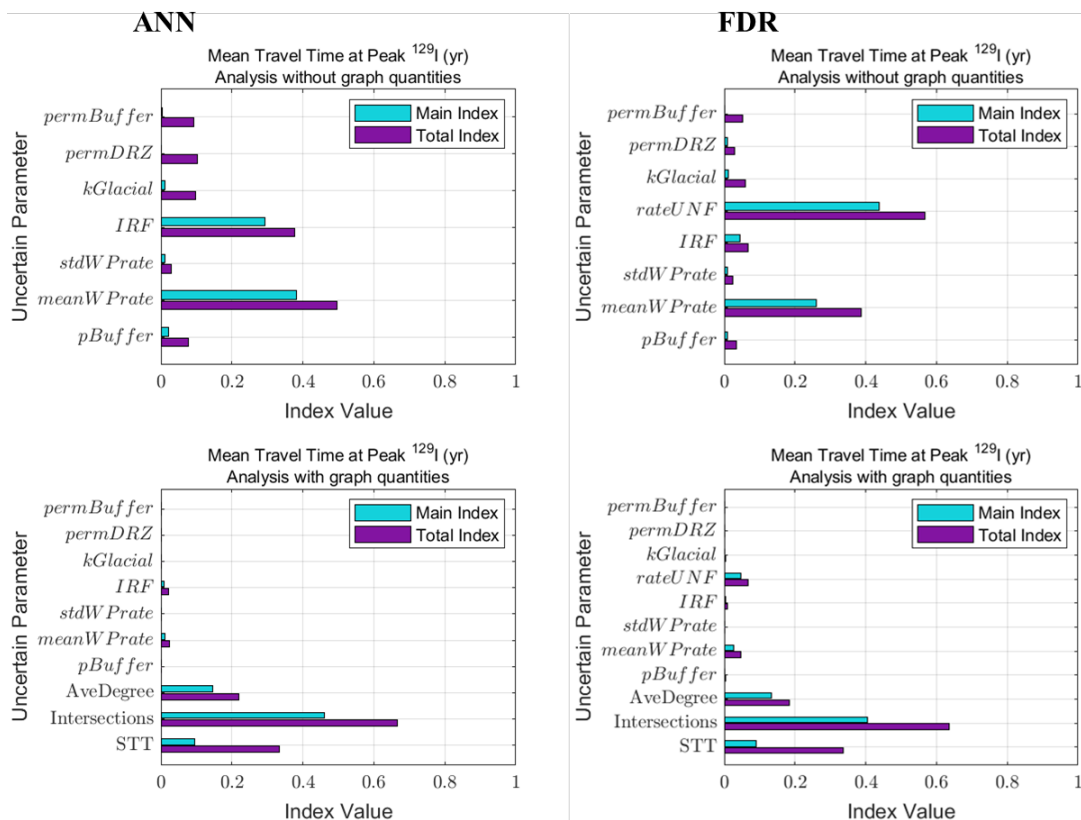 ANN
Mean Travel Time at Peak ¹²⁹I (yr)
Analysis without graph quantities
Main Index
Total Index
Uncertain Parameter
permBuffer
permDRZ
kGlacial
IRF
stdWPrate
meanWPrate
pBuffer
0 0.2 0.4 0.6 0.8 1
Index Value
FDR
Mean Travel Time at Peak ¹²⁹I (yr)
Analysis without graph quantities
Main Index
Total Index
Uncertain Parameter
permBuffer
permDRZ
kGlacial
rateUNF
IRF
stdWPrate
meanWPrate
pBuffer
0 0.2 0.4 0.6 0.8 1
Index Value
Mean Travel Time at Peak ¹²⁹I (yr)
Analysis with graph quantities
Main Index
Total Index
Uncertain Parameter
permBuffer
permDRZ
kGlacial
IRF
stdWPrate
meanWPrate
pBuffer
AveDegree
Intersections
STT
0 0.2 0.4 0.6 0.8 1
Index Value
Mean Travel Time at Peak ¹²⁹I (yr)
Analysis with graph quantities
Main Index
Total Index
Uncertain Parameter
permBuffer
permDRZ
kGlacial
rateUNF
IRF
stdWPrate
meanWPrate
pBuffer
AveDegree
Intersections
STT
0 0.2 0.4 0.6 0.8 1
Index Value